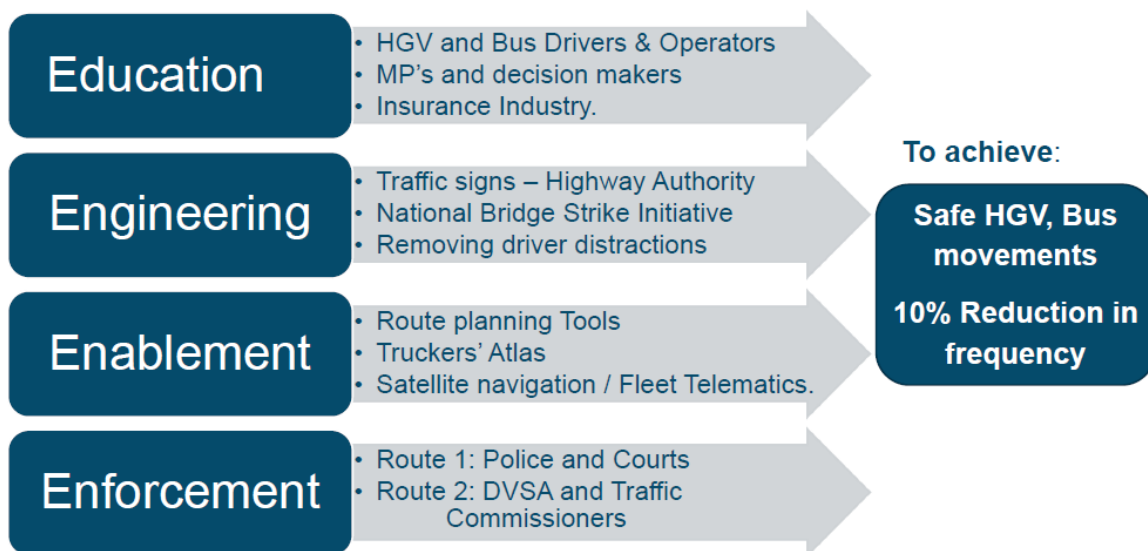 Education
• HGV and Bus Drivers & Operators
• MP's and decision makers
• Insurance Industry.
Engineering
• Traffic signs – Highway Authority
• National Bridge Strike Initiative
• Removing driver distractions
Enablement
• Route planning Tools
• Truckers' Atlas
• Satellite navigation / Fleet Telematics.
Enforcement
• Route 1: Police and Courts
• Route 2: DVSA and Traffic
Commissioners
To achieve:
Safe HGV, Bus
movements
10% Reduction in
frequency